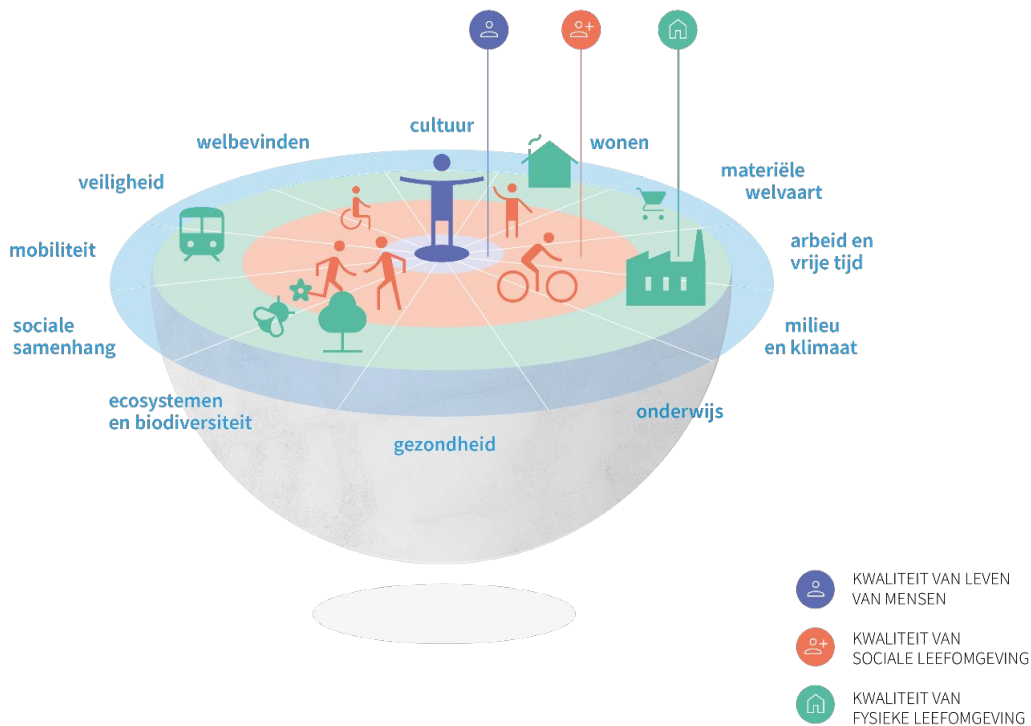 cultuur
welbevinden
wonen
veiligheid
materiële
welvaart
mobiliteit
arbeid en
vrije tijd
sociale
samenhang
milieu
en klimaat
ecosystemen
en biodiversiteit
onderwijs
gezondheid
KWALITEIT VAN LEVEN
VAN MENSEN
KWALITEIT VAN
SOCIALE LEEFOMGEVING
KWALITEIT VAN
FYSIEKE LEEFOMGEVING